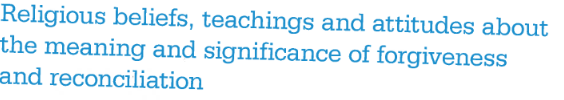 Religious beliefs, teachings and attitudes about
the meaning and significance of forgiveness
and reconciliation